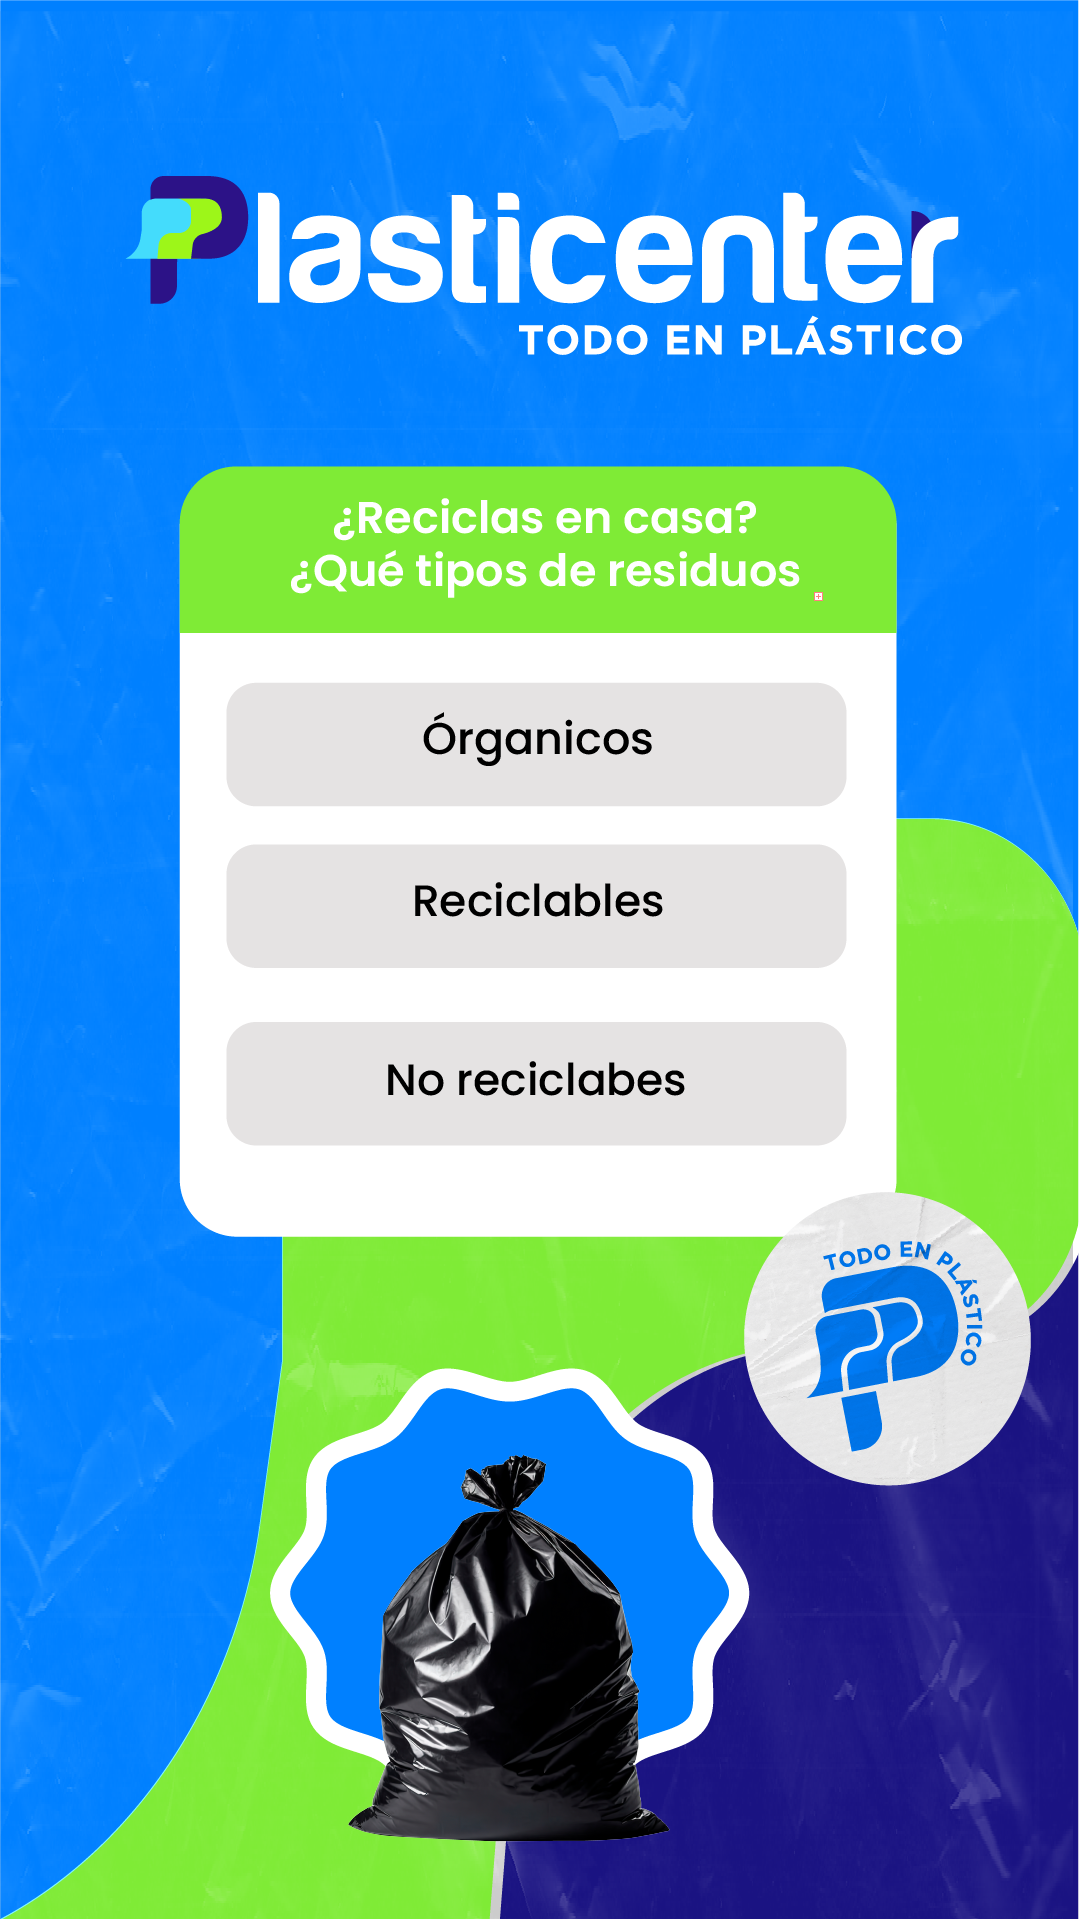 Plasticenter
TODO EN PLÁSTICO
¿Reciclas en casa?
¿Qué tipos de residuos
Órganicos
Reciclables
No reciclabes
TODO EN PLÁSTICO